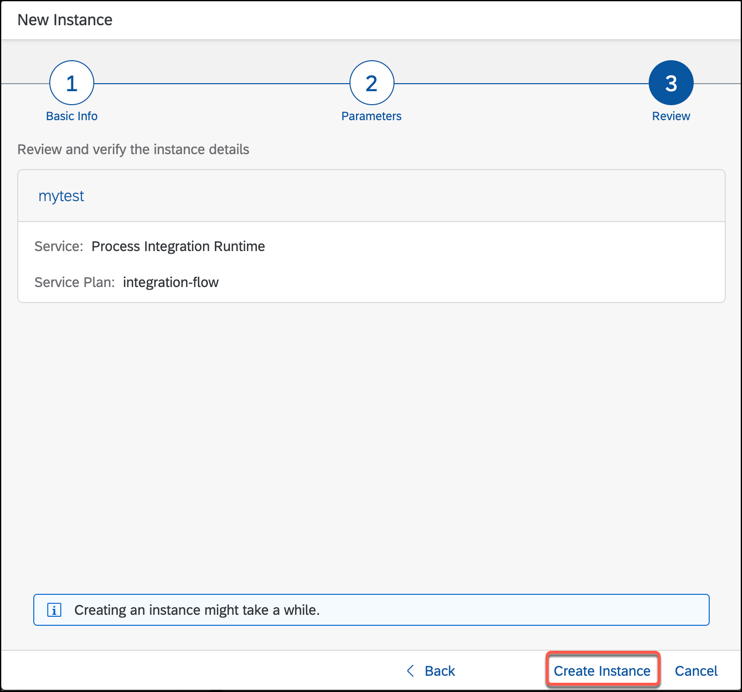 New Instance
1
2
3
Basic Info
Parameters
Review
Review and verify the instance details
mytest
Service: Process Integration Runtime
Service Plan: integration-flow
Creating an instance might take a while.
Back
Create Instance
Cancel